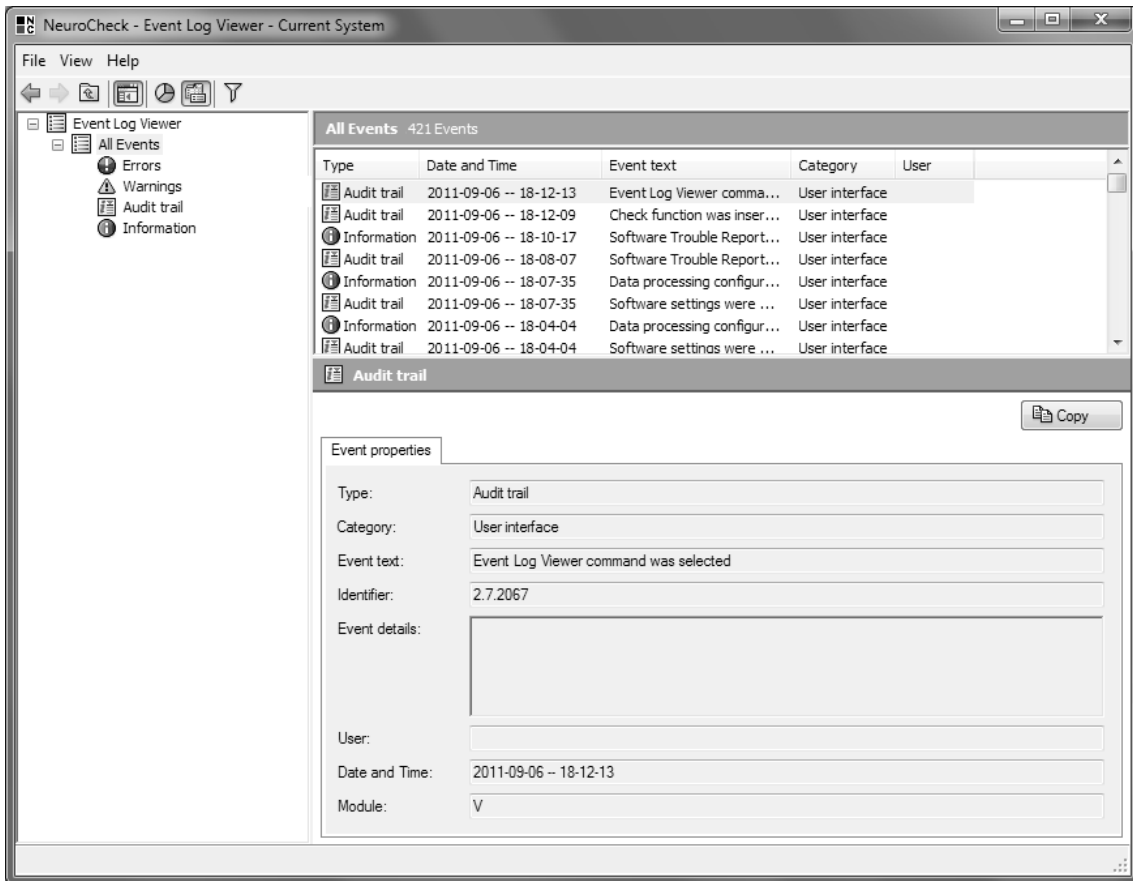 NeuroCheck - Event Log Viewer - Current System
File View Help
Event Log Viewer
All Events
Errors
Warnings
Audit trail
Information
All Events 421 Events
Type Date and Time Event text Category User
Audit trail 2011-09-06 -- 18-12-13 Event Log Viewer comma... User interface
Audit trail 2011-09-06 -- 18-12-09 Check function was inser... User interface
Information 2011-09-06 -- 18-10-17 Software Trouble Report... User interface
Audit trail 2011-09-06 -- 18-08-07 Software Trouble Report... User interface
Information 2011-09-06 -- 18-07-35 Data processing configur... User interface
Audit trail 2011-09-06 -- 18-07-35 Software settings were ... User interface
Information 2011-09-06 -- 18-04-04 Data processing configur... User interface
Audit trail 2011-09-06 -- 18-04-04 Software settings were ... User interface
Audit trail
Copy
Event properties
Type: Audit trail
Category: User interface
Event text: Event Log Viewer command was selected
Identifier: 2.7.2067
Event details:
User:
Date and Time: 2011-09-06 -- 18-12-13
Module: V